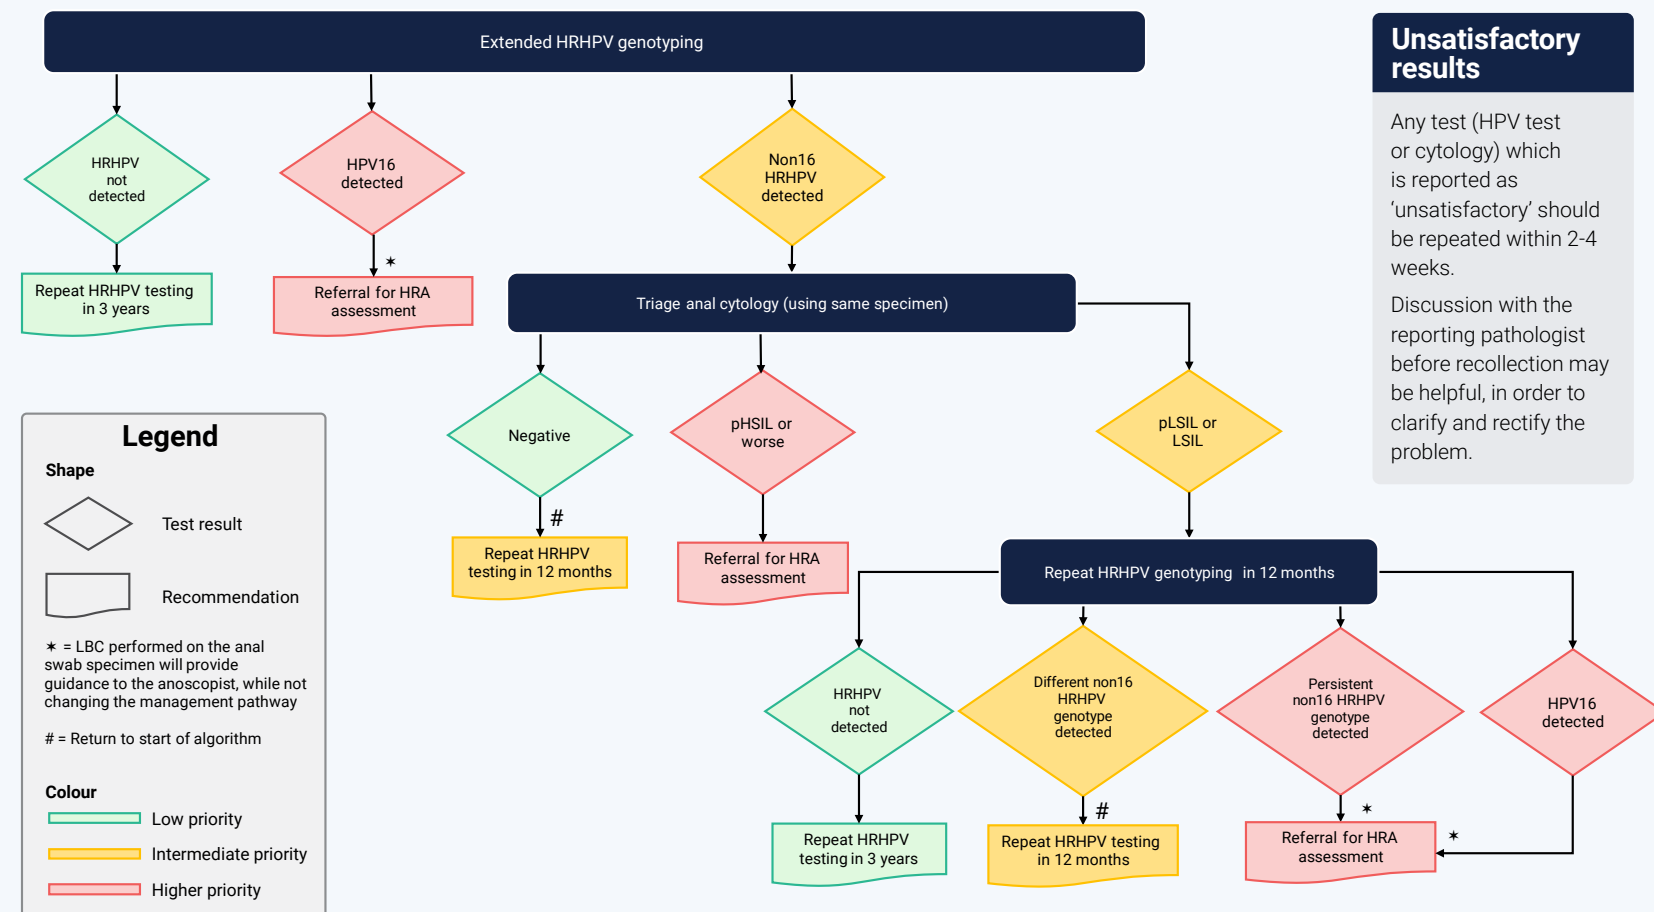 Extended HRHPV genotyping
HRHPV
not
detected
HPV16
detected
Non16
HRHPV
detected
Repeat HRHPV testing
in 3 years
✶
Referral for HRA
assessment
Triage anal cytology (using same specimen)
Negative
pHSIL or
worse
pLSIL or
LSIL
#
Repeat HRHPV
testing in 12 months
Referral for HRA
assessment
Repeat HRHPV genotyping in 12 months
HRHPV
not
detected
Different non16
HRHPV
genotype
detected
Persistent
non16 HRHPV
genotype
detected
HPV16
detected
Repeat HRHPV
testing in 3 years
#
Repeat HRHPV testing
in 12 months
✶
Referral for HRA
assessment
✶
Unsatisfactory
results
Any test (HPV test
or cytology) which
is reported as
‘unsatisfactory’ should
be repeated within 2-4
weeks.
Discussion with the
reporting pathologist
before recollection may
be helpful, in order to
clarify and rectify the
problem.
Legend
Shape
Test result
Recommendation
✶ = LBC performed on the anal
swab specimen will provide
guidance to the anoscopist, while not
changing the management pathway
# = Return to start of algorithm
Colour
Low priority
Intermediate priority
Higher priority